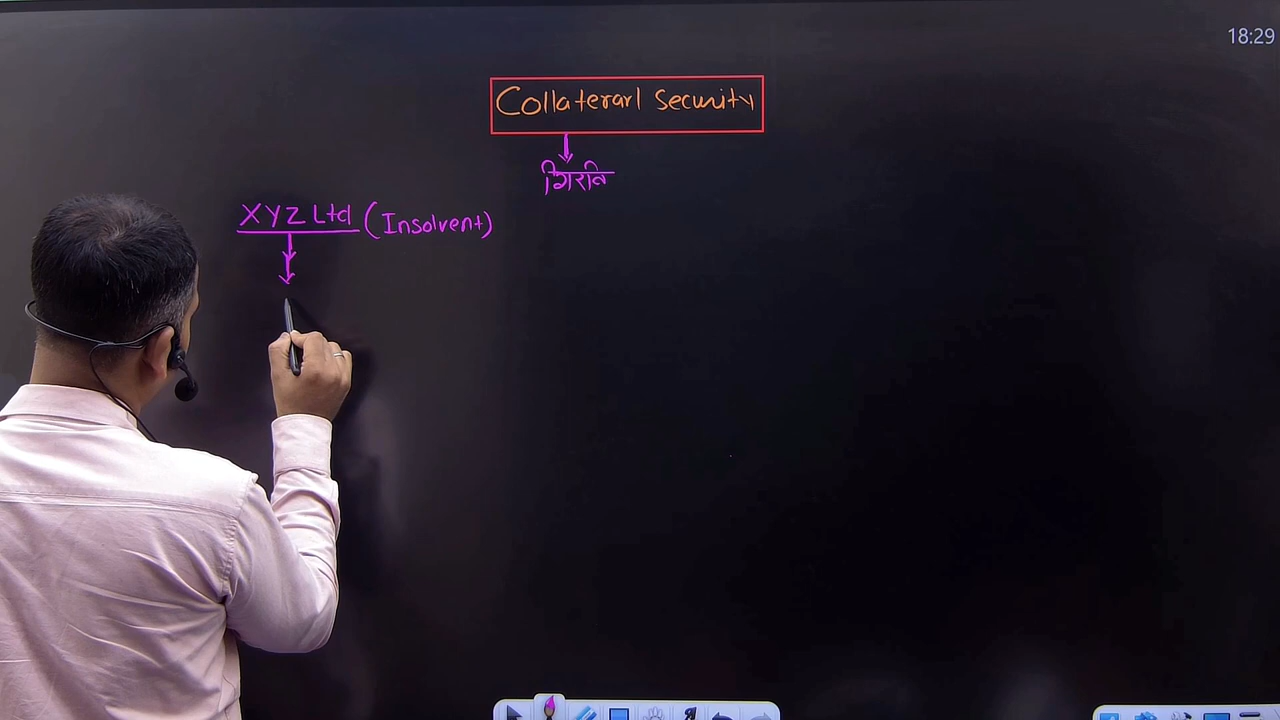 18:29
Collaterarl Security
गिरवि
XYZ Ltd (Insolvent)